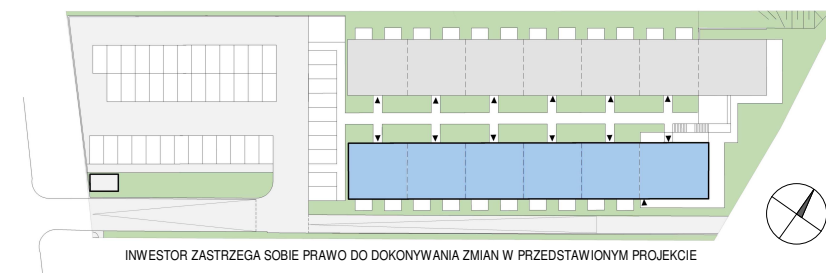 INWESTOR ZASTRZEGA SOBIE PRAWO DO DOKONYWANIA ZMIAN W PRZEDSTAWIONYM PROJEKCIE